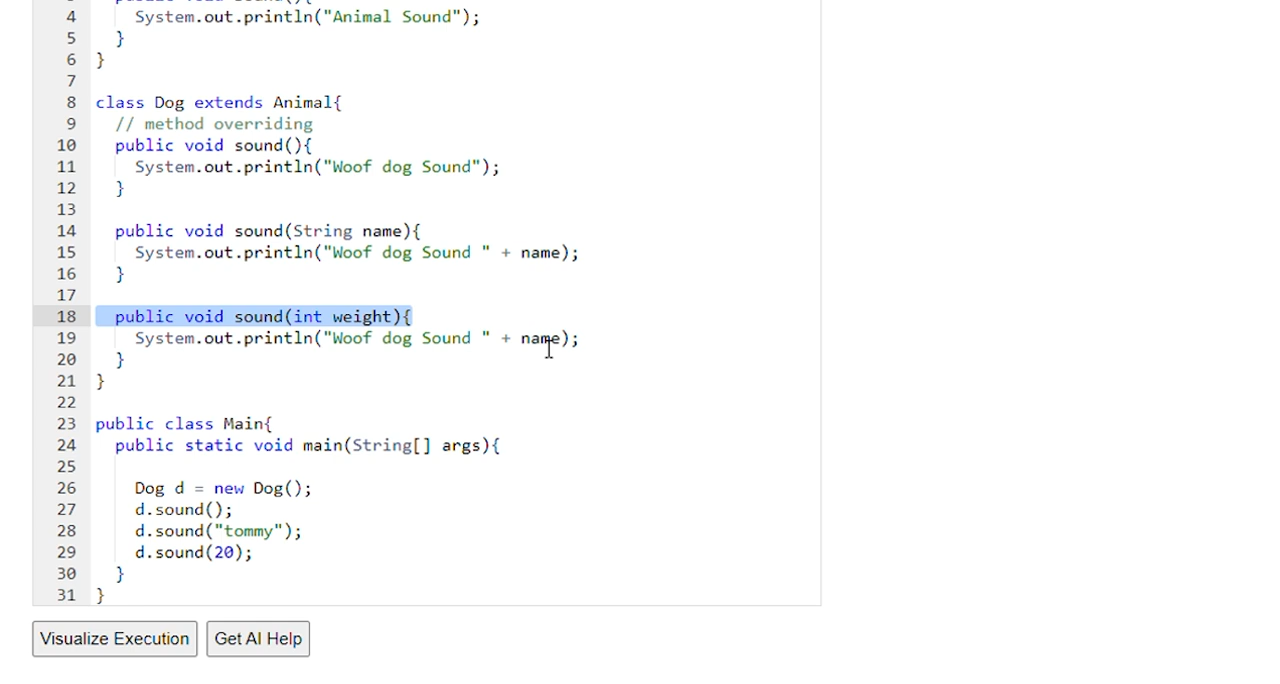 4 System.out.println("Animal Sound");
5 }
6 }
7
8 class Dog extends Animal{
9 // method overriding
10 public void sound(){
11 System.out.println("Woof dog Sound");
12 }
13
14 public void sound(String name){
15 System.out.println("Woof dog Sound " + name);
16 }
17
18 public void sound(int weight){
19 System.out.println("Woof dog Sound " + name);
20 }
21 }
22
23 public class Main{
24 public static void main(String[] args){
25
26 Dog d = new Dog();
27 d.sound();
28 d.sound("tommy");
29 d.sound(20);
30 }
31 }
Visualize Execution Get AI Help